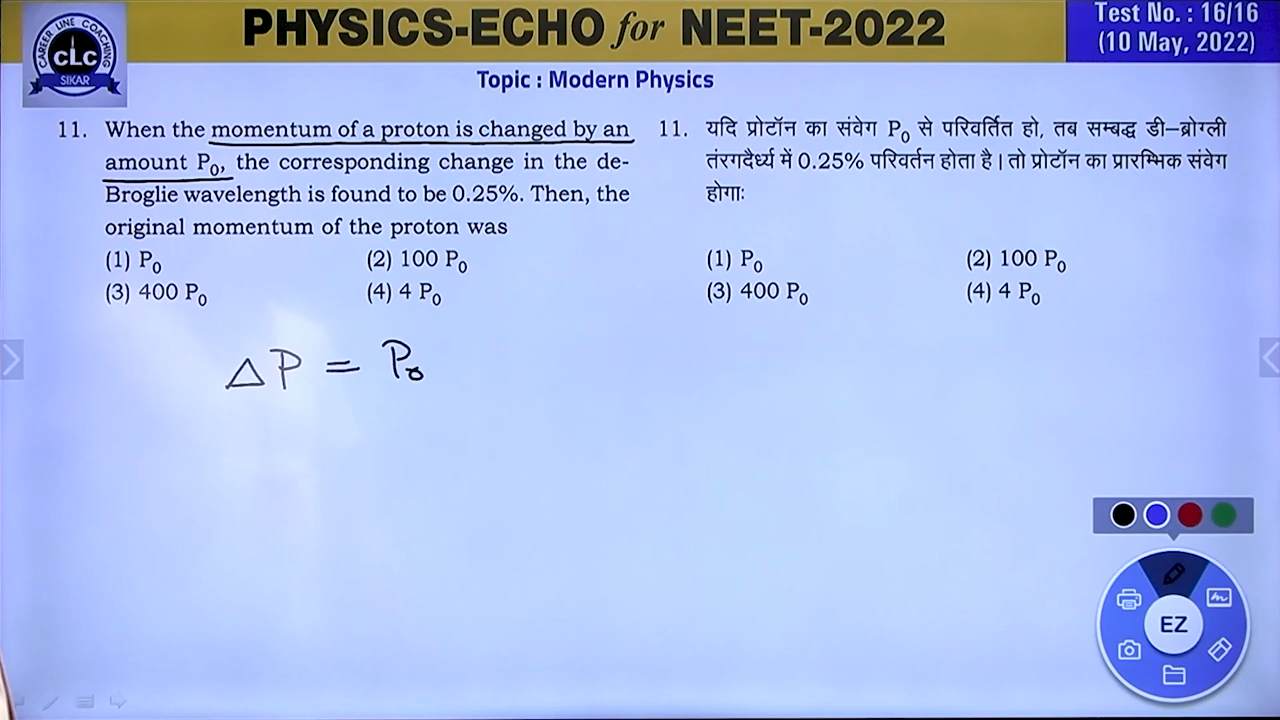 CAREER LINE COACHING
CLC
SIKAR
PHYSICS-ECHO for NEET-2022
Test No. : 16/16
(10 May, 2022)
Topic : Modern Physics
11. When the momentum of a proton is changed by an
amount P₀, the corresponding change in the de-
Broglie wavelength is found to be 0.25%. Then, the
original momentum of the proton was
(1) P₀ (2) 100 P₀
(3) 400 P₀ (4) 4 P₀
11. यदि प्रोटॉन का संवेग P₀ से परिवर्तित हो, तब सम्बद्ध डी–ब्रोग्ली
तंरगदैर्ध्य में 0.25% परिवर्तन होता है। तो प्रोटॉन का प्रारम्भिक संवेग
होगाः
(1) P₀ (2) 100 P₀
(3) 400 P₀ (4) 4 P₀
ΔP = P₀
EZ